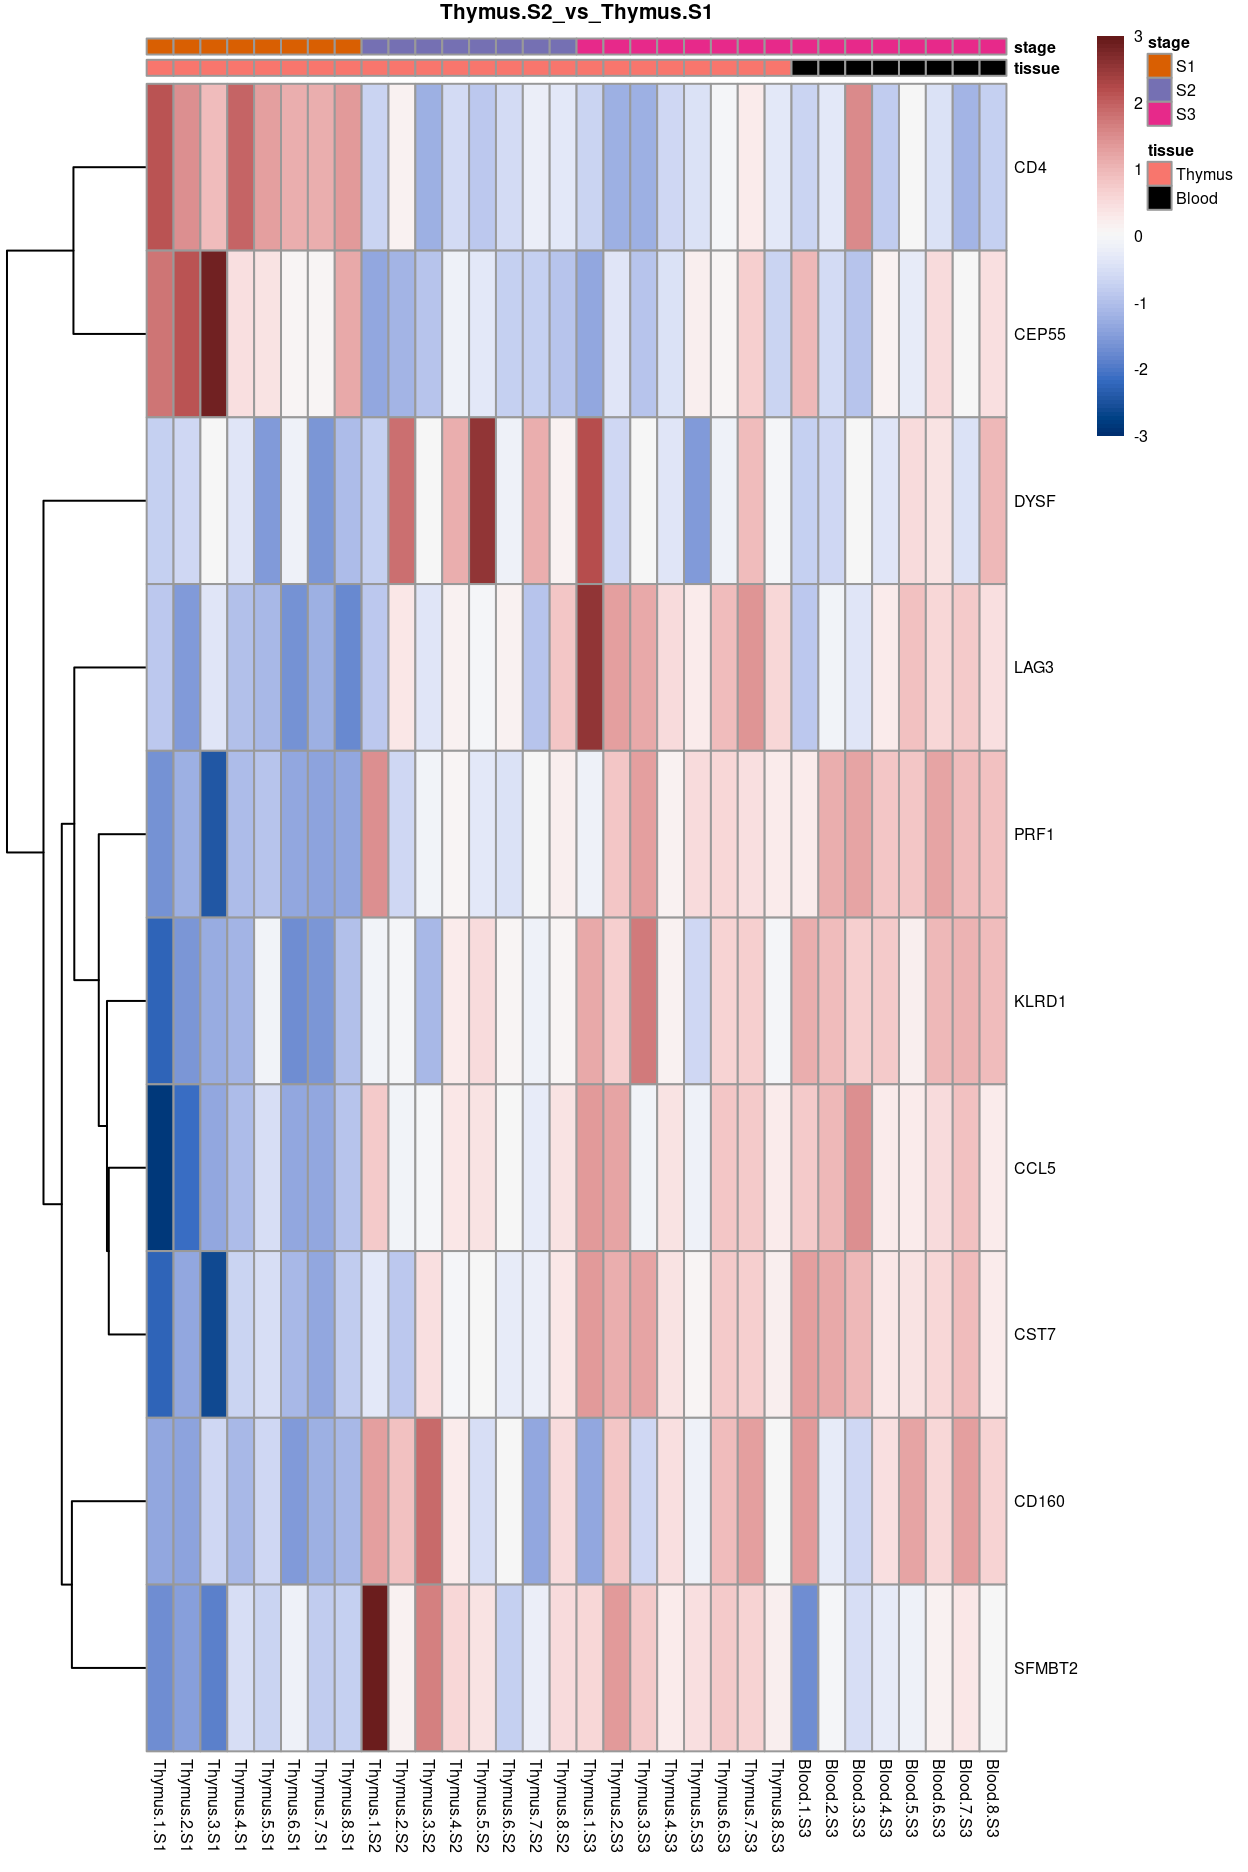 Thymus.S2_vs_Thymus.S1
stage
tissue
3
2
1
0
-1
-2
-3
stage
S1
S2
S3
tissue
Thymus
Blood
CD4
CEP55
DYSF
LAG3
PRF1
KLRD1
CCL5
CST7
CD160
SFMBT2
Thymus.1.S1
Thymus.2.S1
Thymus.3.S1
Thymus.4.S1
Thymus.5.S1
Thymus.6.S1
Thymus.7.S1
Thymus.8.S1
Thymus.1.S2
Thymus.2.S2
Thymus.3.S2
Thymus.4.S2
Thymus.5.S2
Thymus.6.S2
Thymus.7.S2
Thymus.8.S2
Thymus.1.S3
Thymus.2.S3
Thymus.3.S3
Thymus.4.S3
Thymus.5.S3
Thymus.6.S3
Thymus.7.S3
Thymus.8.S3
Blood.1.S3
Blood.2.S3
Blood.3.S3
Blood.4.S3
Blood.5.S3
Blood.6.S3
Blood.7.S3
Blood.8.S3